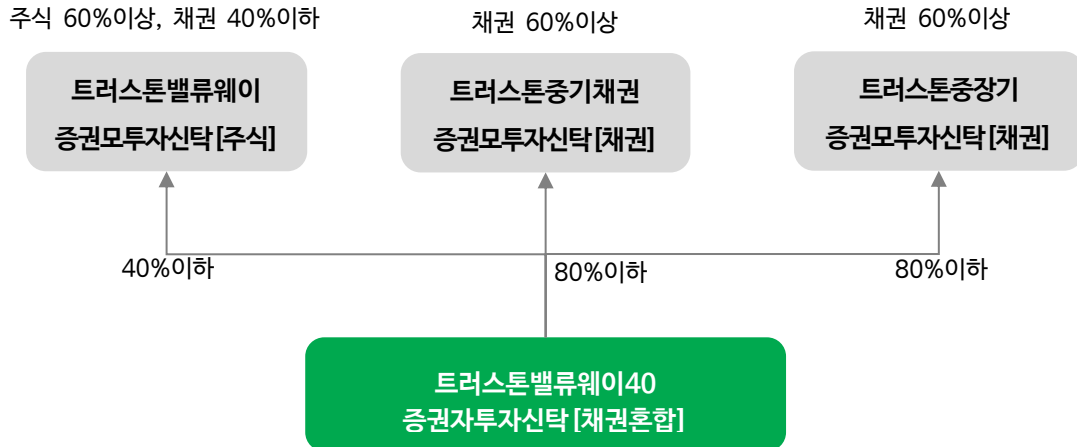 주식 60%이상, 채권 40%이하
채권 60%이상
채권 60%이상
트러스톤밸류웨이
증권모투자신탁[주식]
트러스톤중기채권
증권모투자신탁[채권]
트러스톤중장기
증권모투자신탁[채권]
40%이하
80%이하
80%이하
트러스톤밸류웨이40
증권자투자신탁[채권혼합]